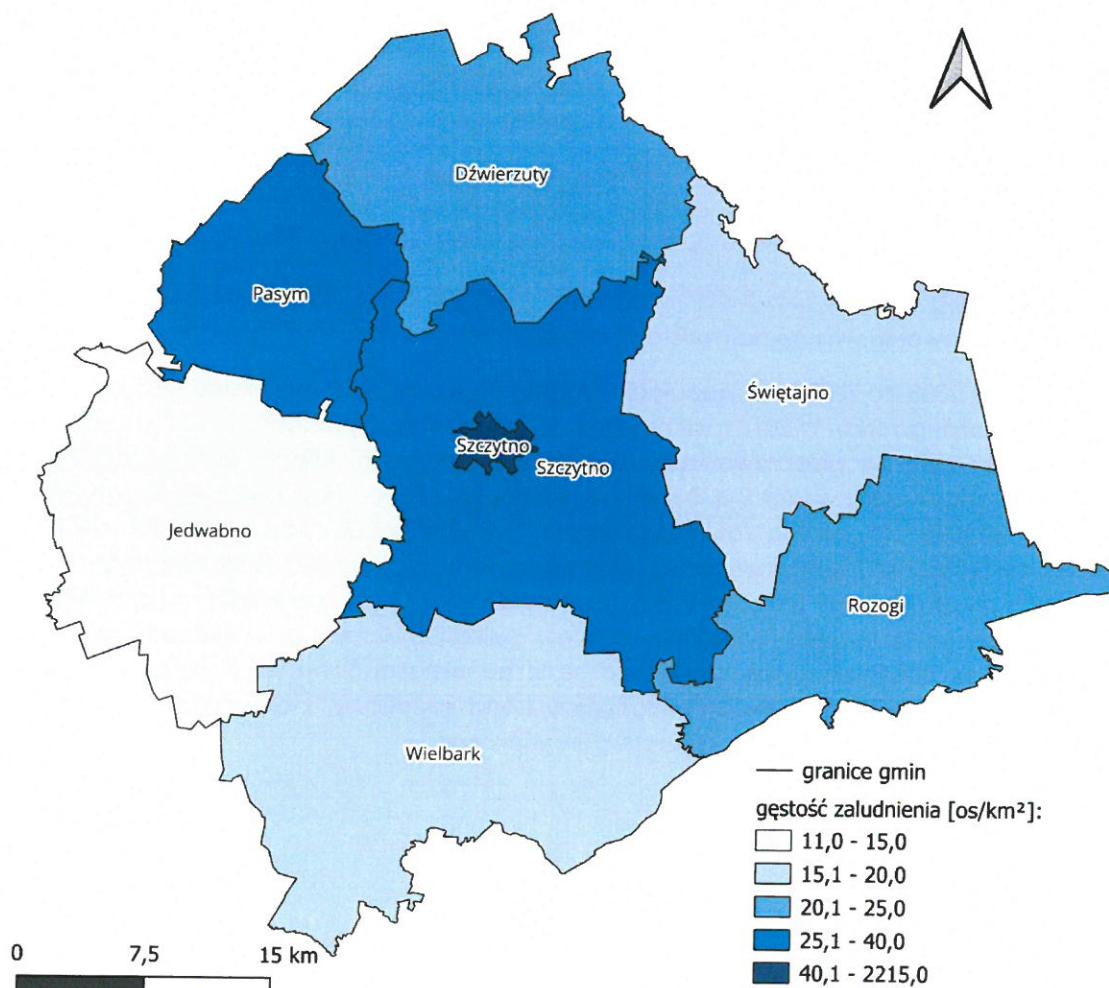 Dźwierzuty
Pasym
Świętajno
Szczytno
Szczytno
Jedwabno
Rozogi
Wielbark
granice gmin
gęstość zaludnienia [os/km²]:
11,0 - 15,0
15,1 - 20,0
20,1 - 25,0
25,1 - 40,0
40,1 - 2215,0
0 7,5 15 km